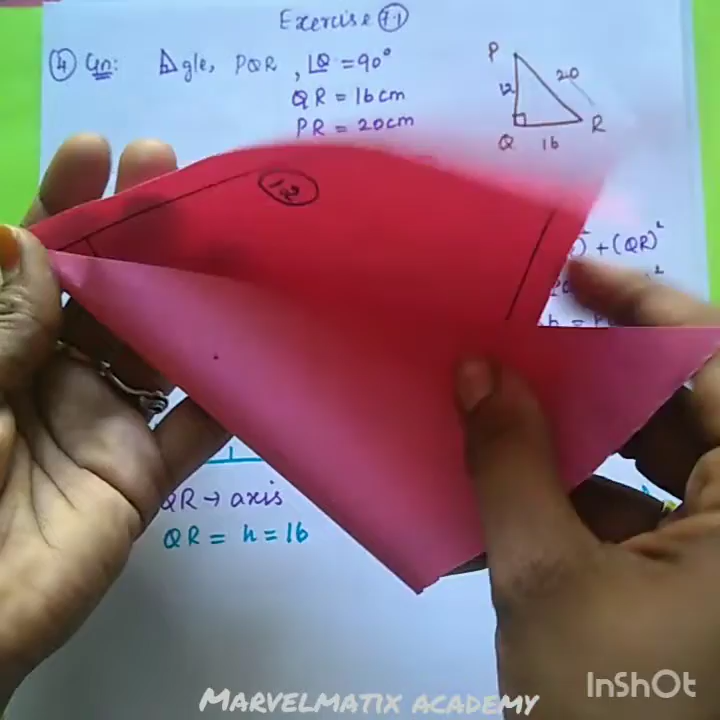 Exercise 7.1
④ Gn: △gle, PQR, ∠Q = 90°
QR = 16cm
PR = 20cm
P
12
20
Q
16
R
12
+ (QR)²
QR → axis
QR = h = 16
InShOt
MARVELMATIX ACADEMY